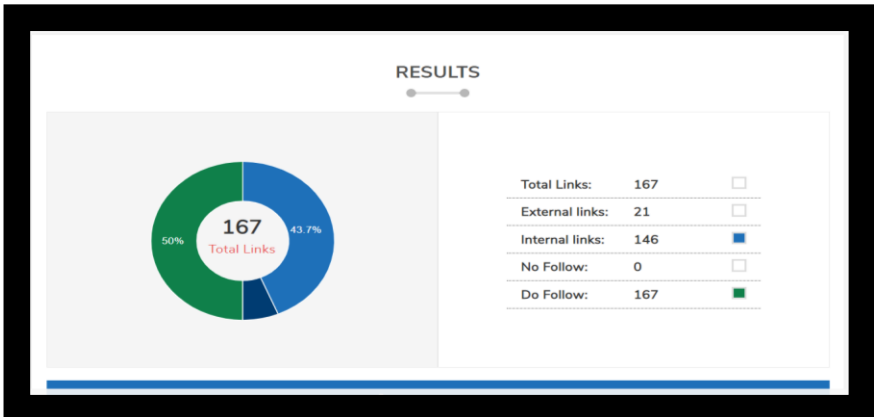 RESULTS
50%
167
Total Links
43.7%
Total Links: 167
External links: 21
Internal links: 146
No Follow: 0
Do Follow: 167